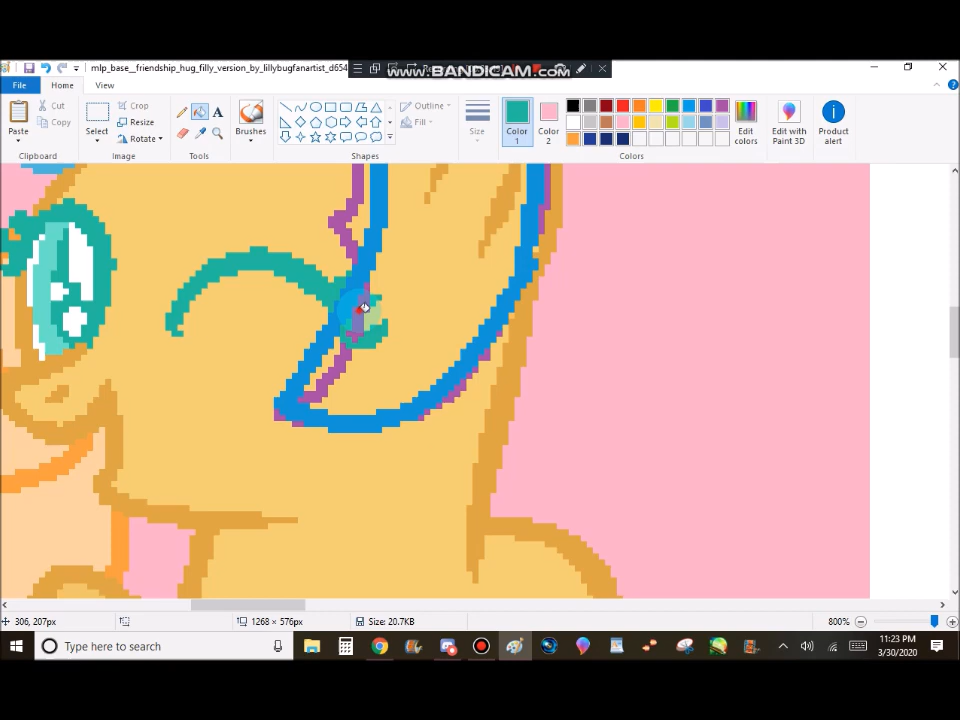 mlp_base__friendship_hug_filly_version_by_lillybugfanartist_d654
www.BANDICAM.com
File
Home
View
Paste
Cut
Copy
Clipboard
Select
Crop
Resize
Rotate
Image
A
Tools
Brushes
Outline
Fill
Shapes
Size
Color 1
Color 2
Edit colors
Colors
Edit with Paint 3D
Product alert
306, 207px
1268 × 576px
Size: 20.7KB
800%
Type here to search
11:23 PM
3/30/2020